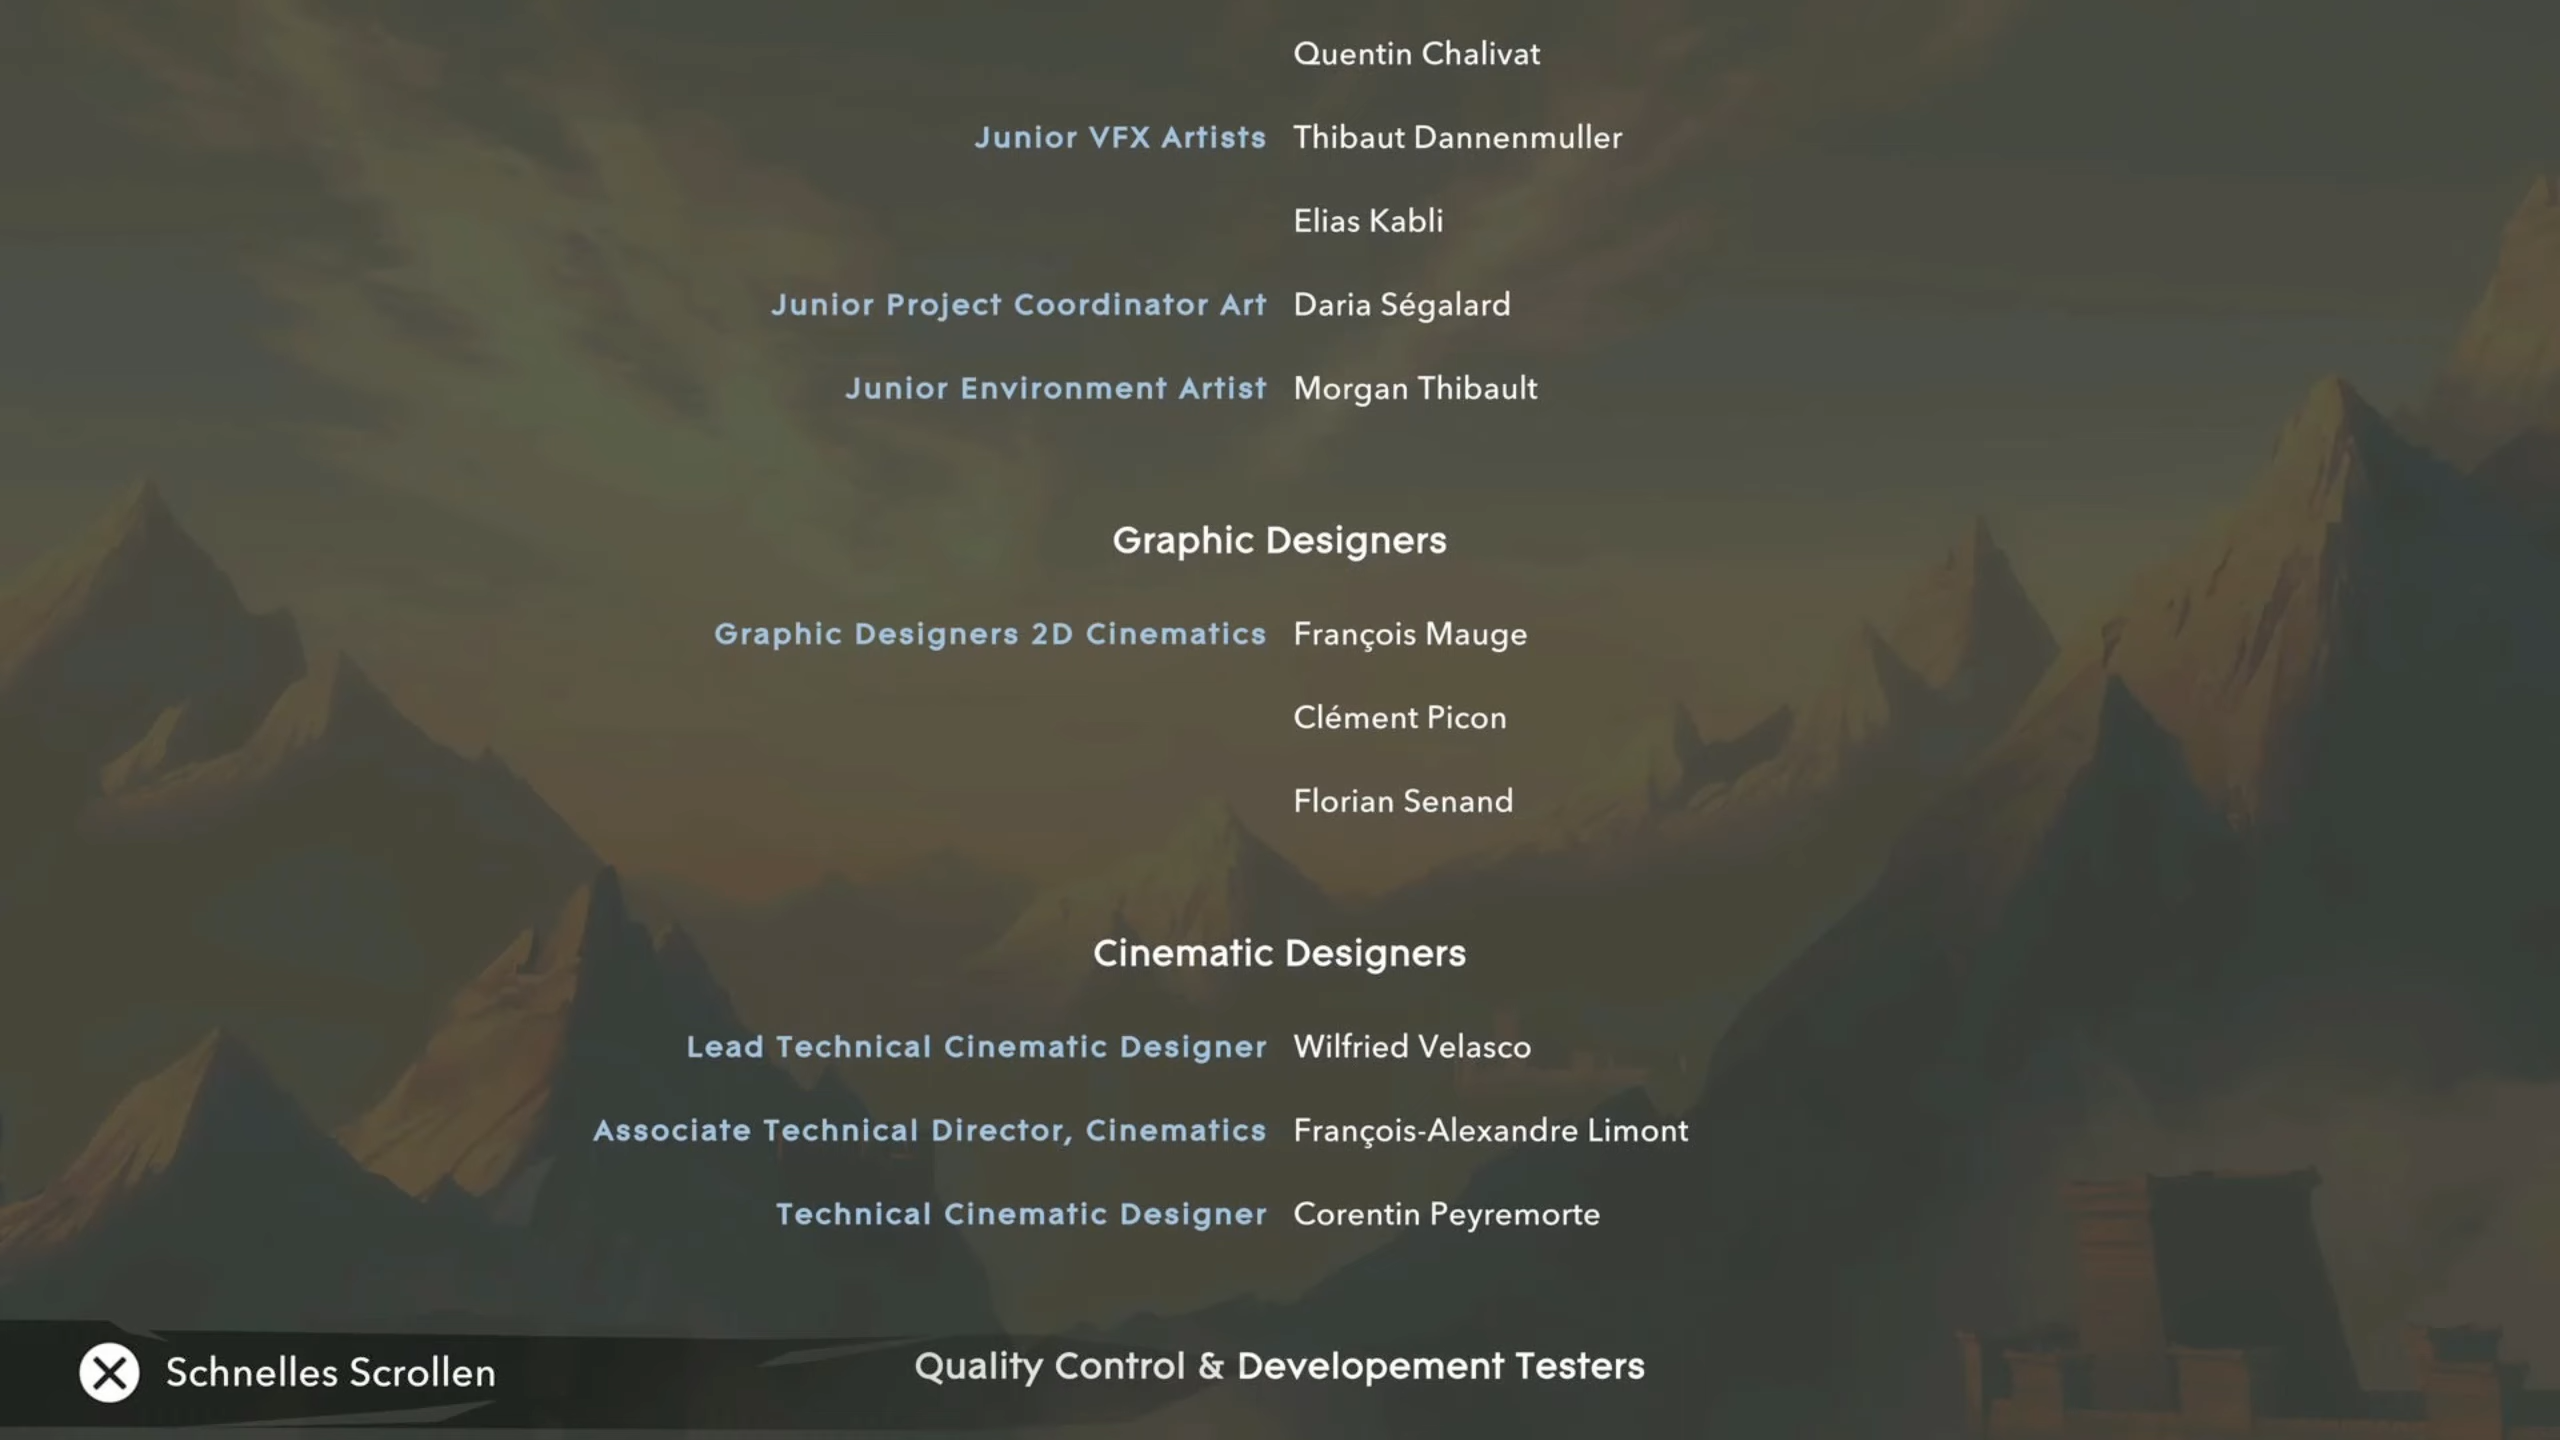 Quentin Chalivat
Junior VFX Artists Thibaut Dannenmuller
Elias Kabli
Junior Project Coordinator Art Daria Ségalard
Junior Environment Artist Morgan Thibault
Graphic Designers
Graphic Designers 2D Cinematics François Mauge
Clément Picon
Florian Senand
Cinematic Designers
Lead Technical Cinematic Designer Wilfried Velasco
Associate Technical Director, Cinematics François-Alexandre Limont
Technical Cinematic Designer Corentin Peyremorte
Quality Control & Developement Testers
Schnelles Scrollen